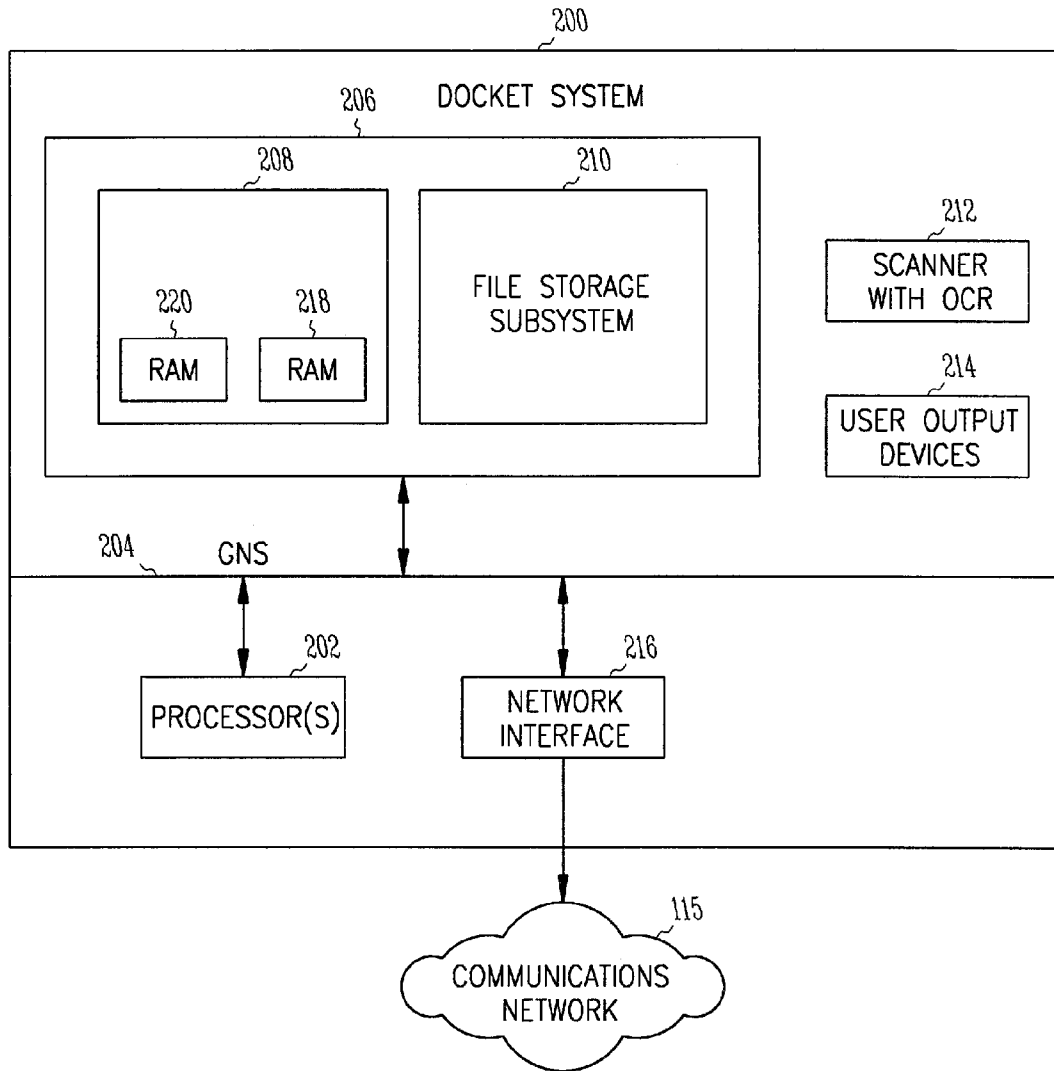 200
DOCKET SYSTEM
206
208
210
212
220
218
RAM
RAM
FILE STORAGE
SUBSYSTEM
SCANNER
WITH OCR
214
USER OUTPUT
DEVICES
204
GNS
202
216
PROCESSOR(S)
NETWORK
INTERFACE
115
COMMUNICATIONS
NETWORK